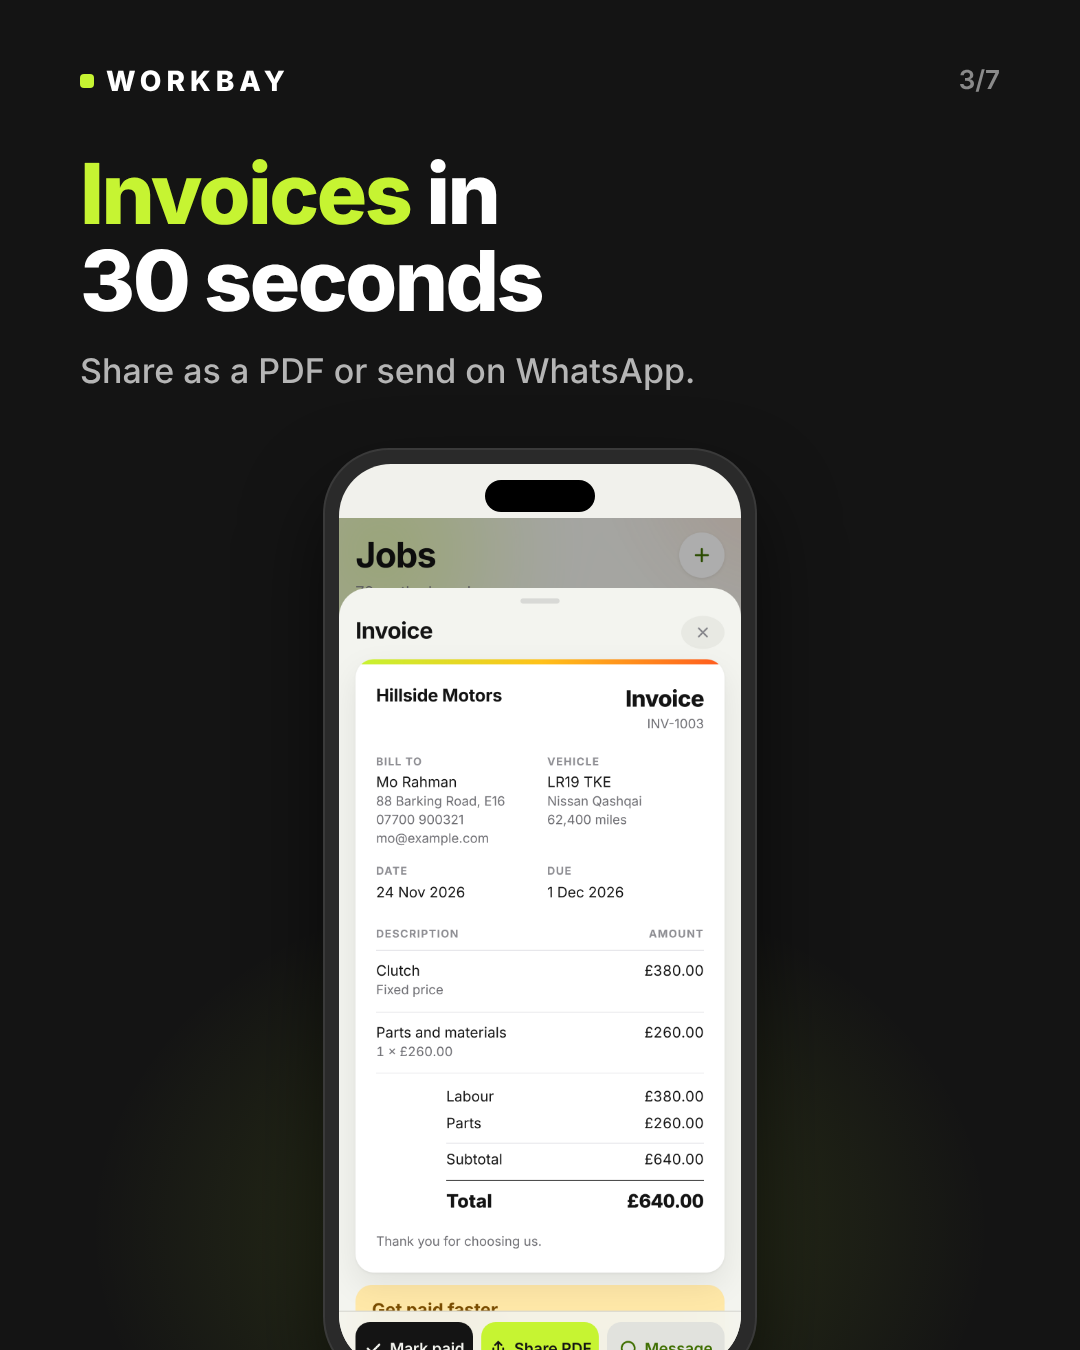 WORKBAY
3/7
Invoices in
30 seconds
Share as a PDF or send on WhatsApp.
Jobs
Invoice
Hillside Motors
Invoice
INV-1003
BILL TO
Mo Rahman
88 Barking Road, E16
07700 900321
mo@example.com
VEHICLE
LR19 TKE
Nissan Qashqai
62,400 miles
DATE
24 Nov 2026
DUE
1 Dec 2026
DESCRIPTION AMOUNT
Clutch £380.00
Fixed price
Parts and materials £260.00
1 × £260.00
Labour £380.00
Parts £260.00
Subtotal £640.00
Total £640.00
Thank you for choosing us.
Get paid faster
Mark paid
Share PDF
Message